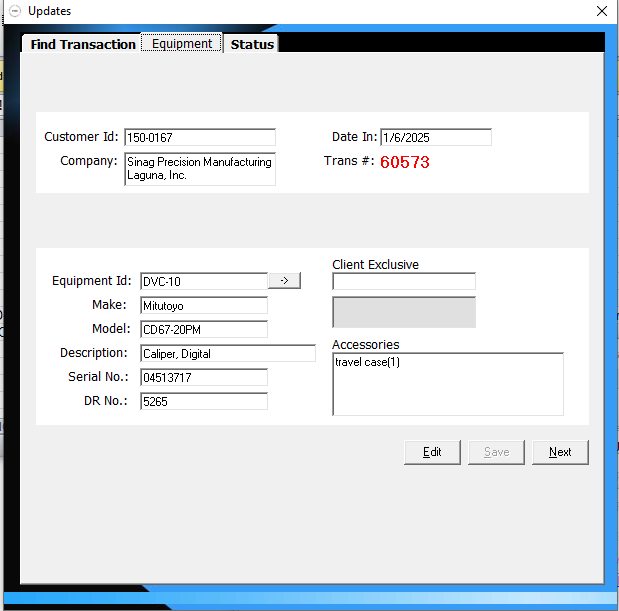 Updates
Find Transaction Equipment Status
Customer Id: 150-0167
Date In: 1/6/2025
Company: Sinag Precision Manufacturing
Laguna, Inc.
Trans #: 60573
Equipment Id: DVC-10 ->
Make: Mitutoyo
Model: CD67-20PM
Description: Caliper, Digital
Serial No.: 04513717
DR No.: 5265
Client Exclusive
Accessories
travel case(1)
Edit Save Next